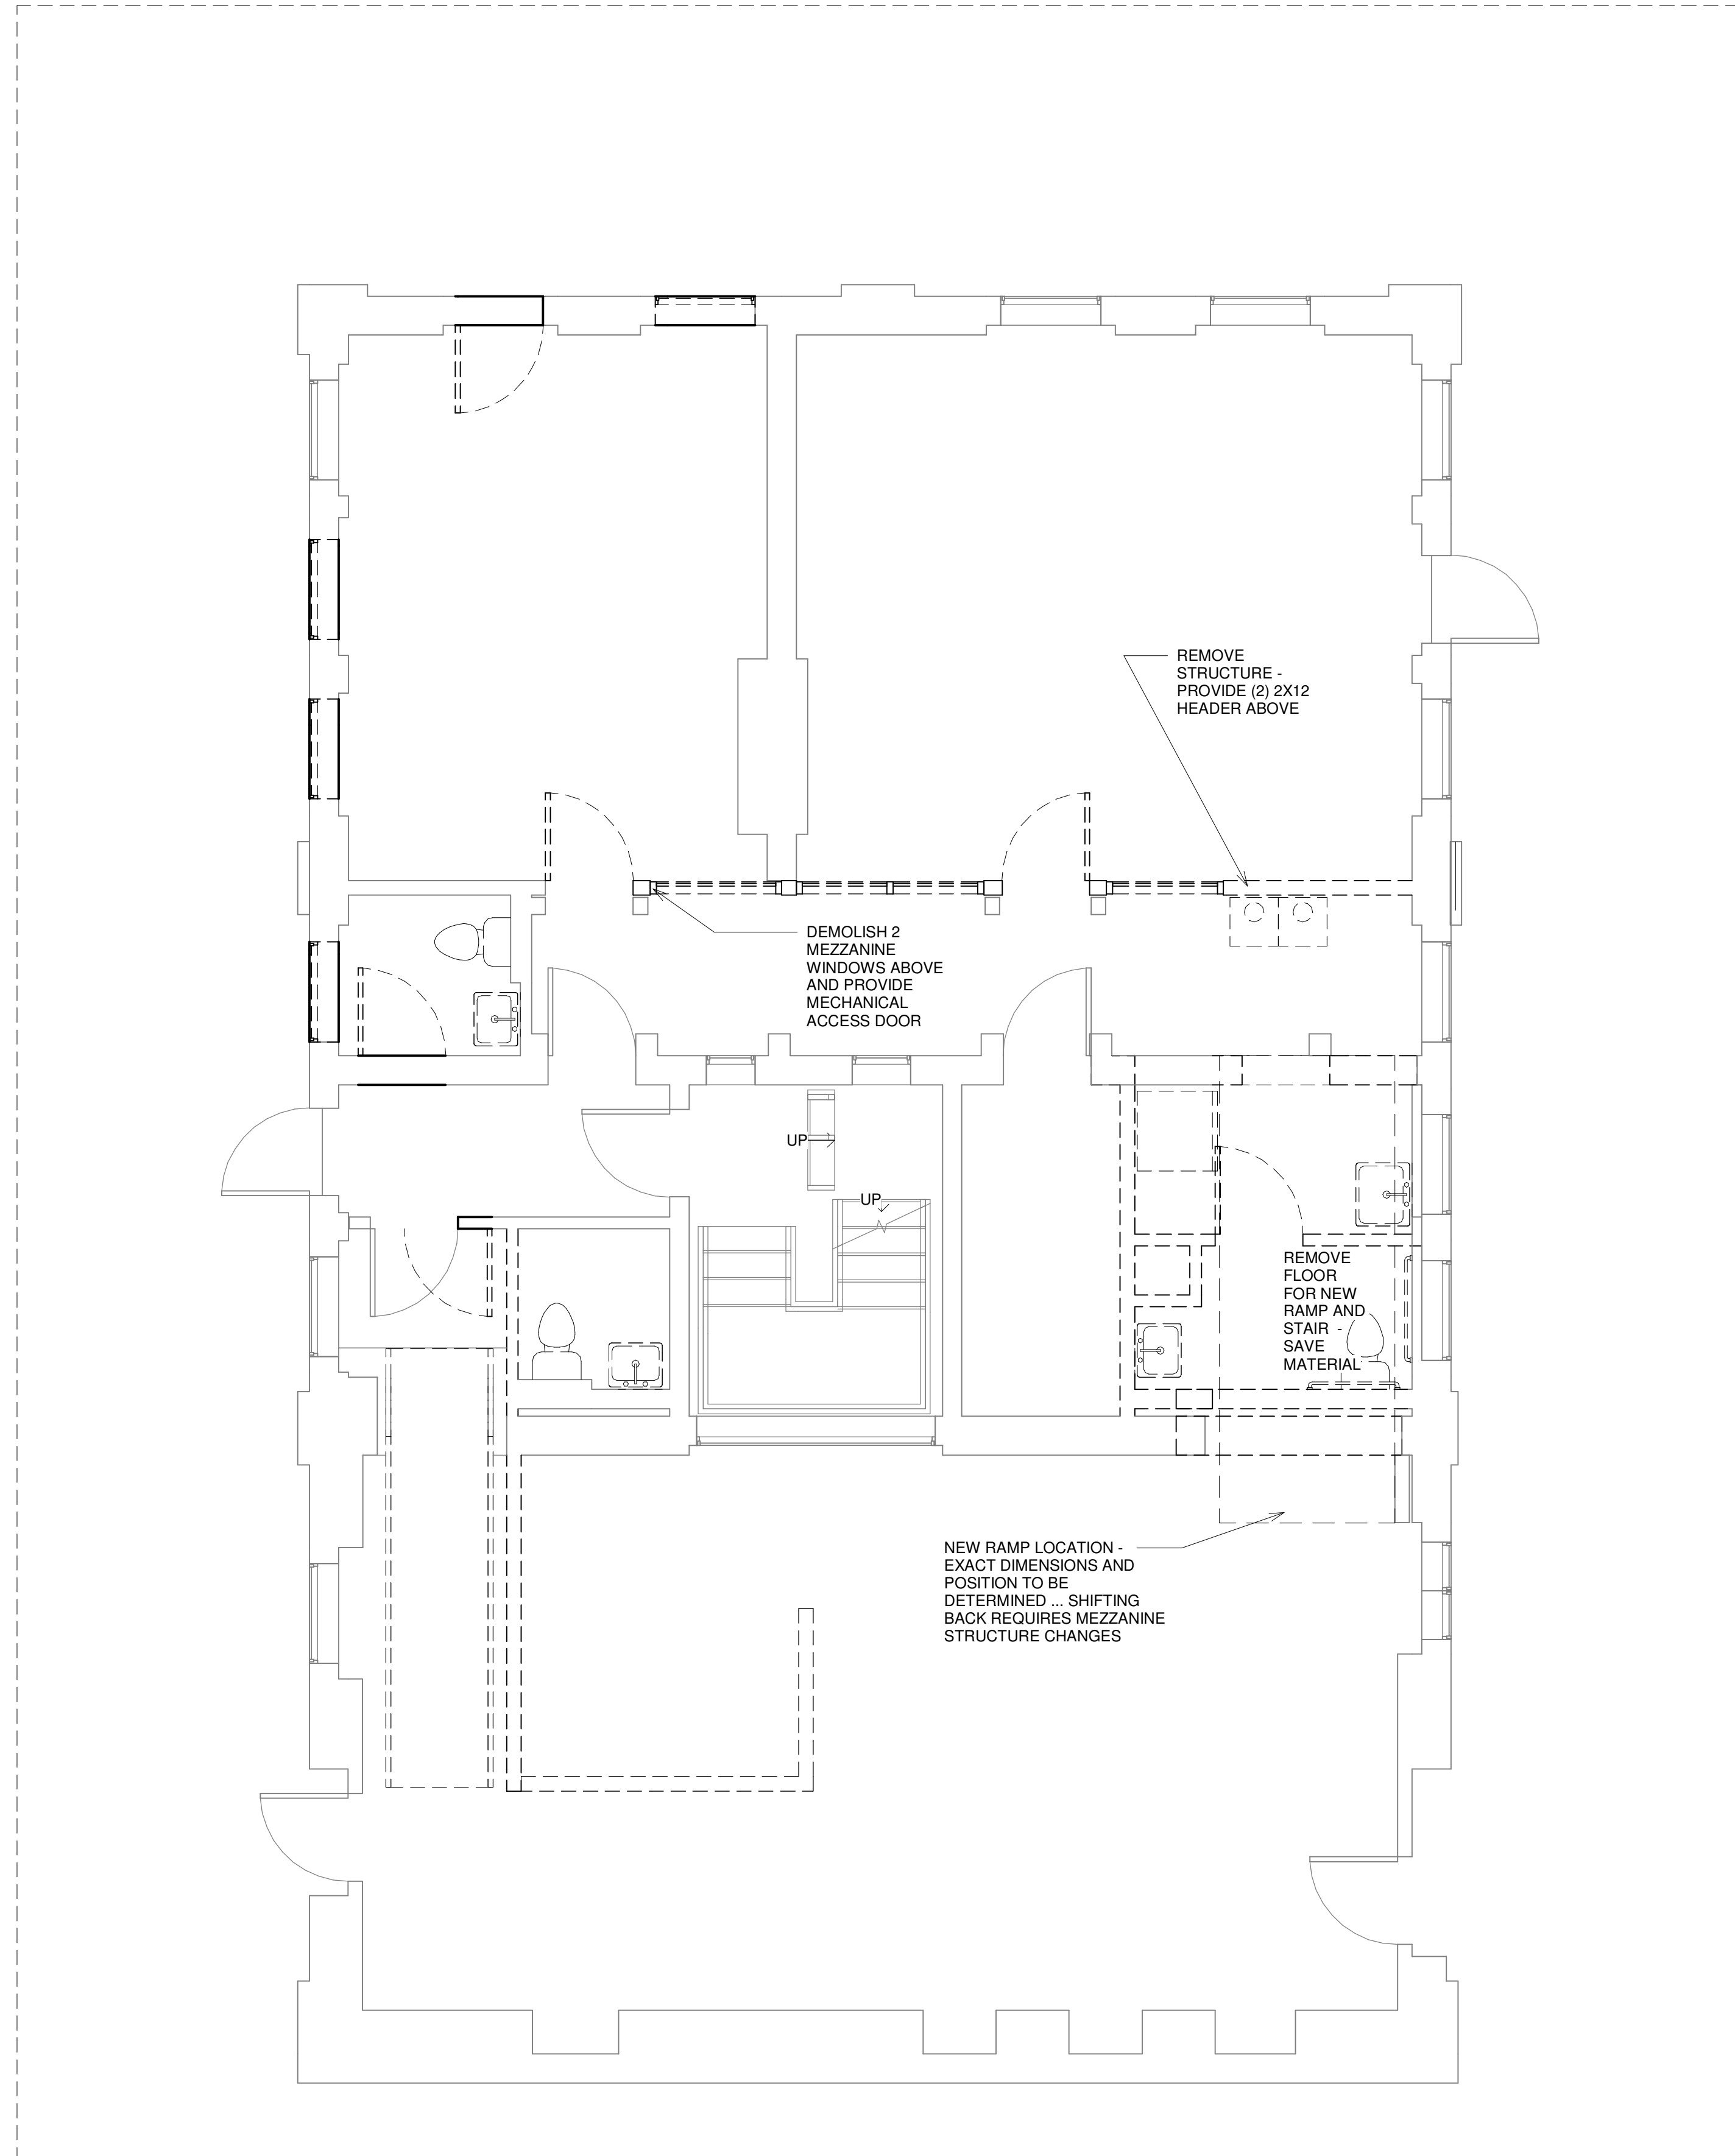 REMOVE
STRUCTURE -
PROVIDE (2) 2X12
HEADER ABOVE
DEMOLISH 2
MEZZANINE
WINDOWS ABOVE
AND PROVIDE
MECHANICAL
ACCESS DOOR
UP
UP
REMOVE
FLOOR
FOR NEW
RAMP AND
STAIR -
SAVE
MATERIAL
NEW RAMP LOCATION -
EXACT DIMENSIONS AND
POSITION TO BE
DETERMINED ... SHIFTING
BACK REQUIRES MEZZANINE
STRUCTURE CHANGES